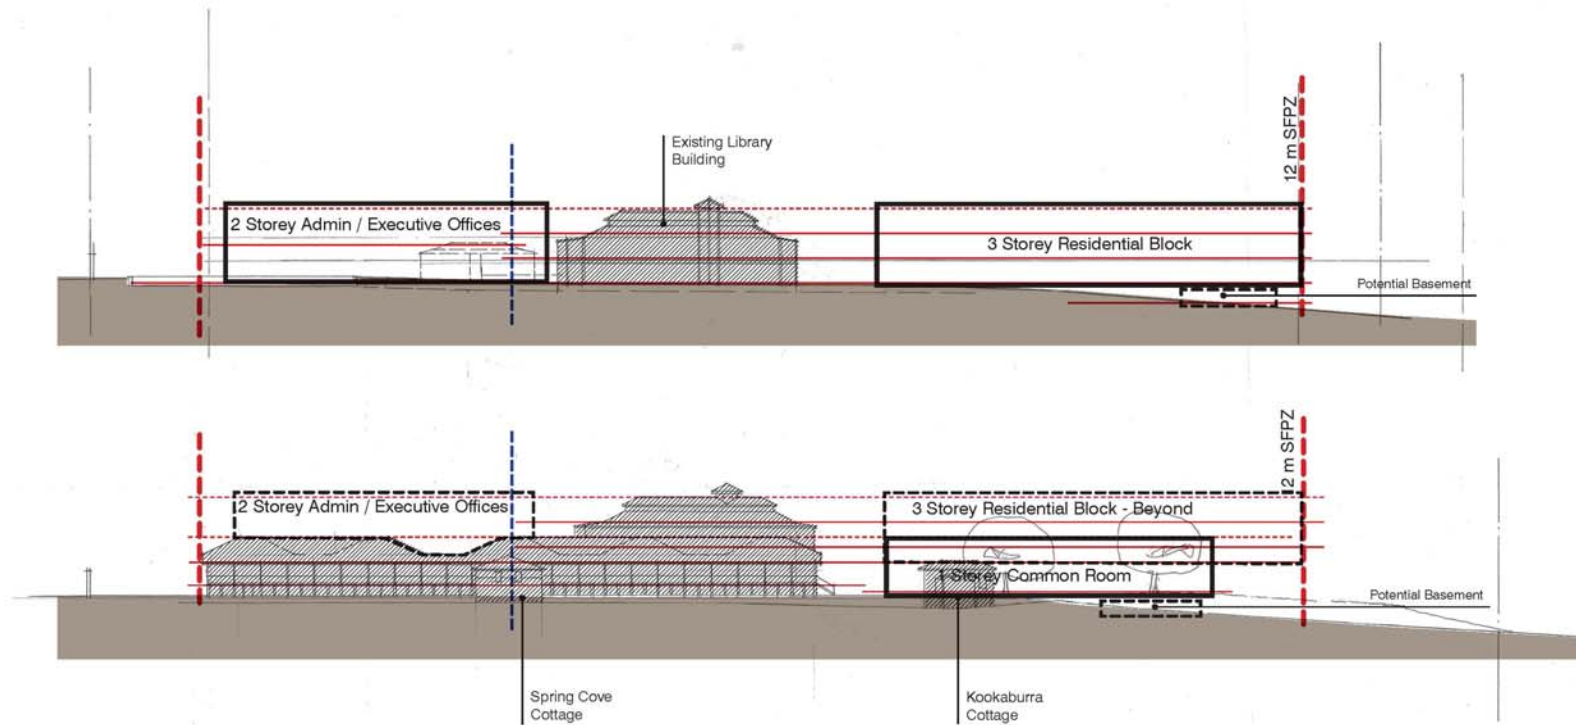 Existing Library
Building
12 m SFPZ
2 Storey Admin / Executive Offices
3 Storey Residential Block
Potential Basement
2 m SFPZ
2 Storey Admin / Executive Offices
3 Storey Residential Block - Beyond
1 Storey Common Room
Potential Basement
Spring Cove
Cottage
Kookaburra
Cottage